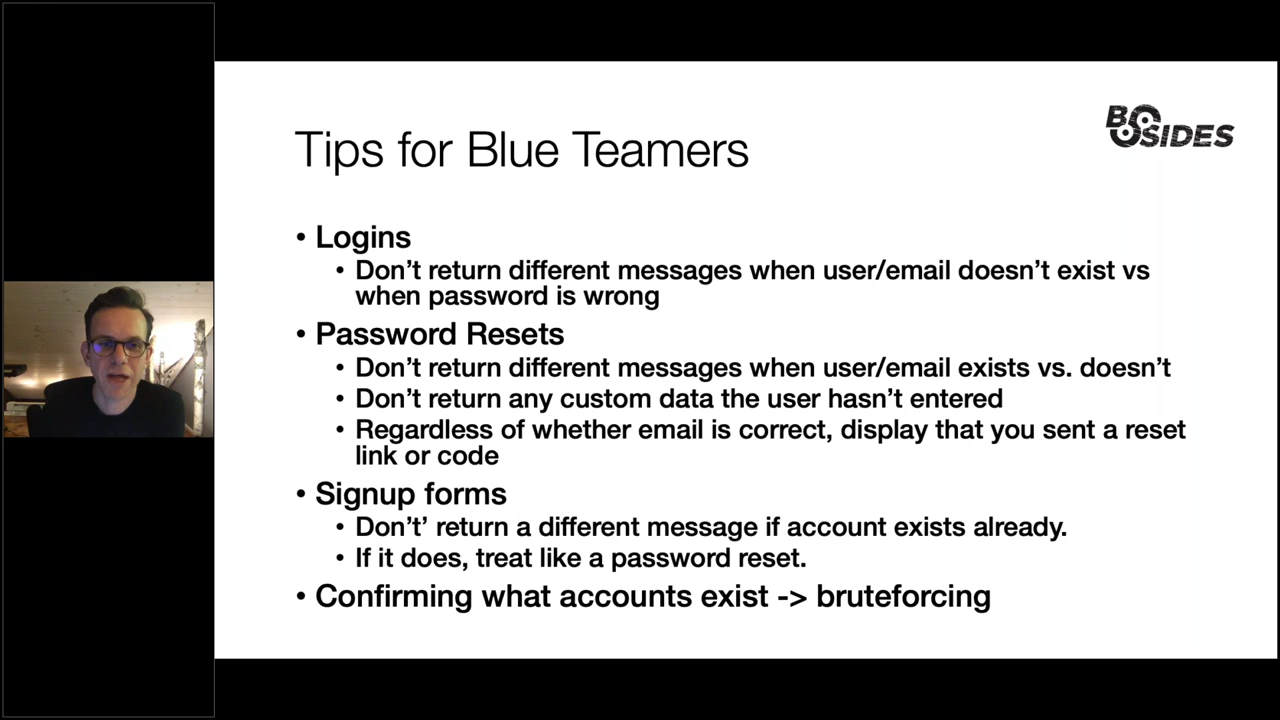 BOSIDES
Tips for Blue Teamers
• Logins
• Don’t return different messages when user/email doesn’t exist vs
when password is wrong
• Password Resets
• Don’t return different messages when user/email exists vs. doesn’t
• Don’t return any custom data the user hasn’t entered
• Regardless of whether email is correct, display that you sent a reset
link or code
• Signup forms
• Don’t’ return a different message if account exists already.
• If it does, treat like a password reset.
• Confirming what accounts exist -> bruteforcing